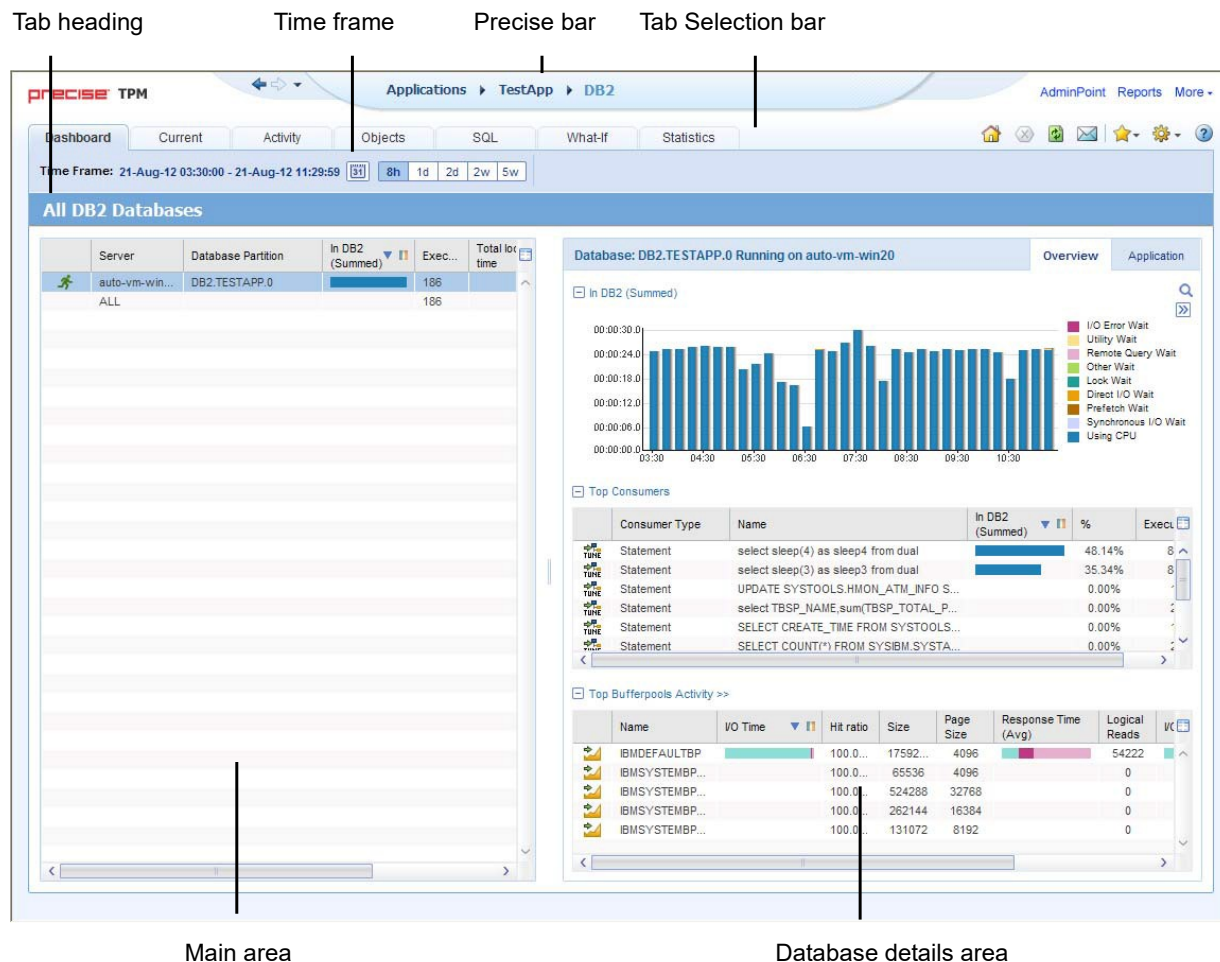 Tab heading Time frame Precise bar Tab Selection bar
precise TPM Applications TestApp DB2 AdminPoint Reports More
Dashboard Current Activity Objects SQL What-If Statistics
Time Frame: 21-Aug-12 03:30:00 - 21-Aug-12 11:29:59 31 8h 1d 2d 2w 5w
All DB2 Databases
Server Database Partition In DB2 (Summed) Exec... Total loc time
auto-vm-win... DB2.TESTAPP.0 186
ALL 186
Database: DB2.TESTAPP.0 Running on auto-vm-win20 Overview Application
In DB2 (Summed)
00:00:30.0
00:00:24.0
00:00:18.0
00:00:12.0
00:00:06.0
00:00:00.0
03:30 04:30 05:30 06:30 07:30 08:30 09:30 10:30
I/O Error Wait
Utility Wait
Remote Query Wait
Other Wait
Lock Wait
Direct I/O Wait
Prefetch Wait
Synchronous I/O Wait
Using CPU
Top Consumers
Consumer Type Name In DB2 (Summed) % Execu
TUNE Statement select sleep(4) as sleep4 from dual 48.14% 8
TUNE Statement select sleep(3) as sleep3 from dual 35.34% 8
TUNE Statement UPDATE SYSTOOLS.HMON_ATM_INFO S... 0.00%
TUNE Statement select TBSP_NAME,sum(TBSP_TOTAL_P... 0.00%
TUNE Statement SELECT CREATE_TIME FROM SYSTOOLS... 0.00%
Statement SELECT COUNT(*) FROM SYSIBM.SYSTA... 0.00%
Top Bufferpools Activity >>
Name I/O Time Hit ratio Size Page Size Response Time (Avg) Logical Reads
IBMDEFAULTBP 100.0... 17592... 4096 54222
IBMSYSTEMBP... 100.0... 65536 4096 0
IBMSYSTEMBP... 100.0... 524288 32768 0
IBMSYSTEMBP... 100.0... 262144 16384 0
IBMSYSTEMBP... 100.0... 131072 8192 0
Main area Database details area